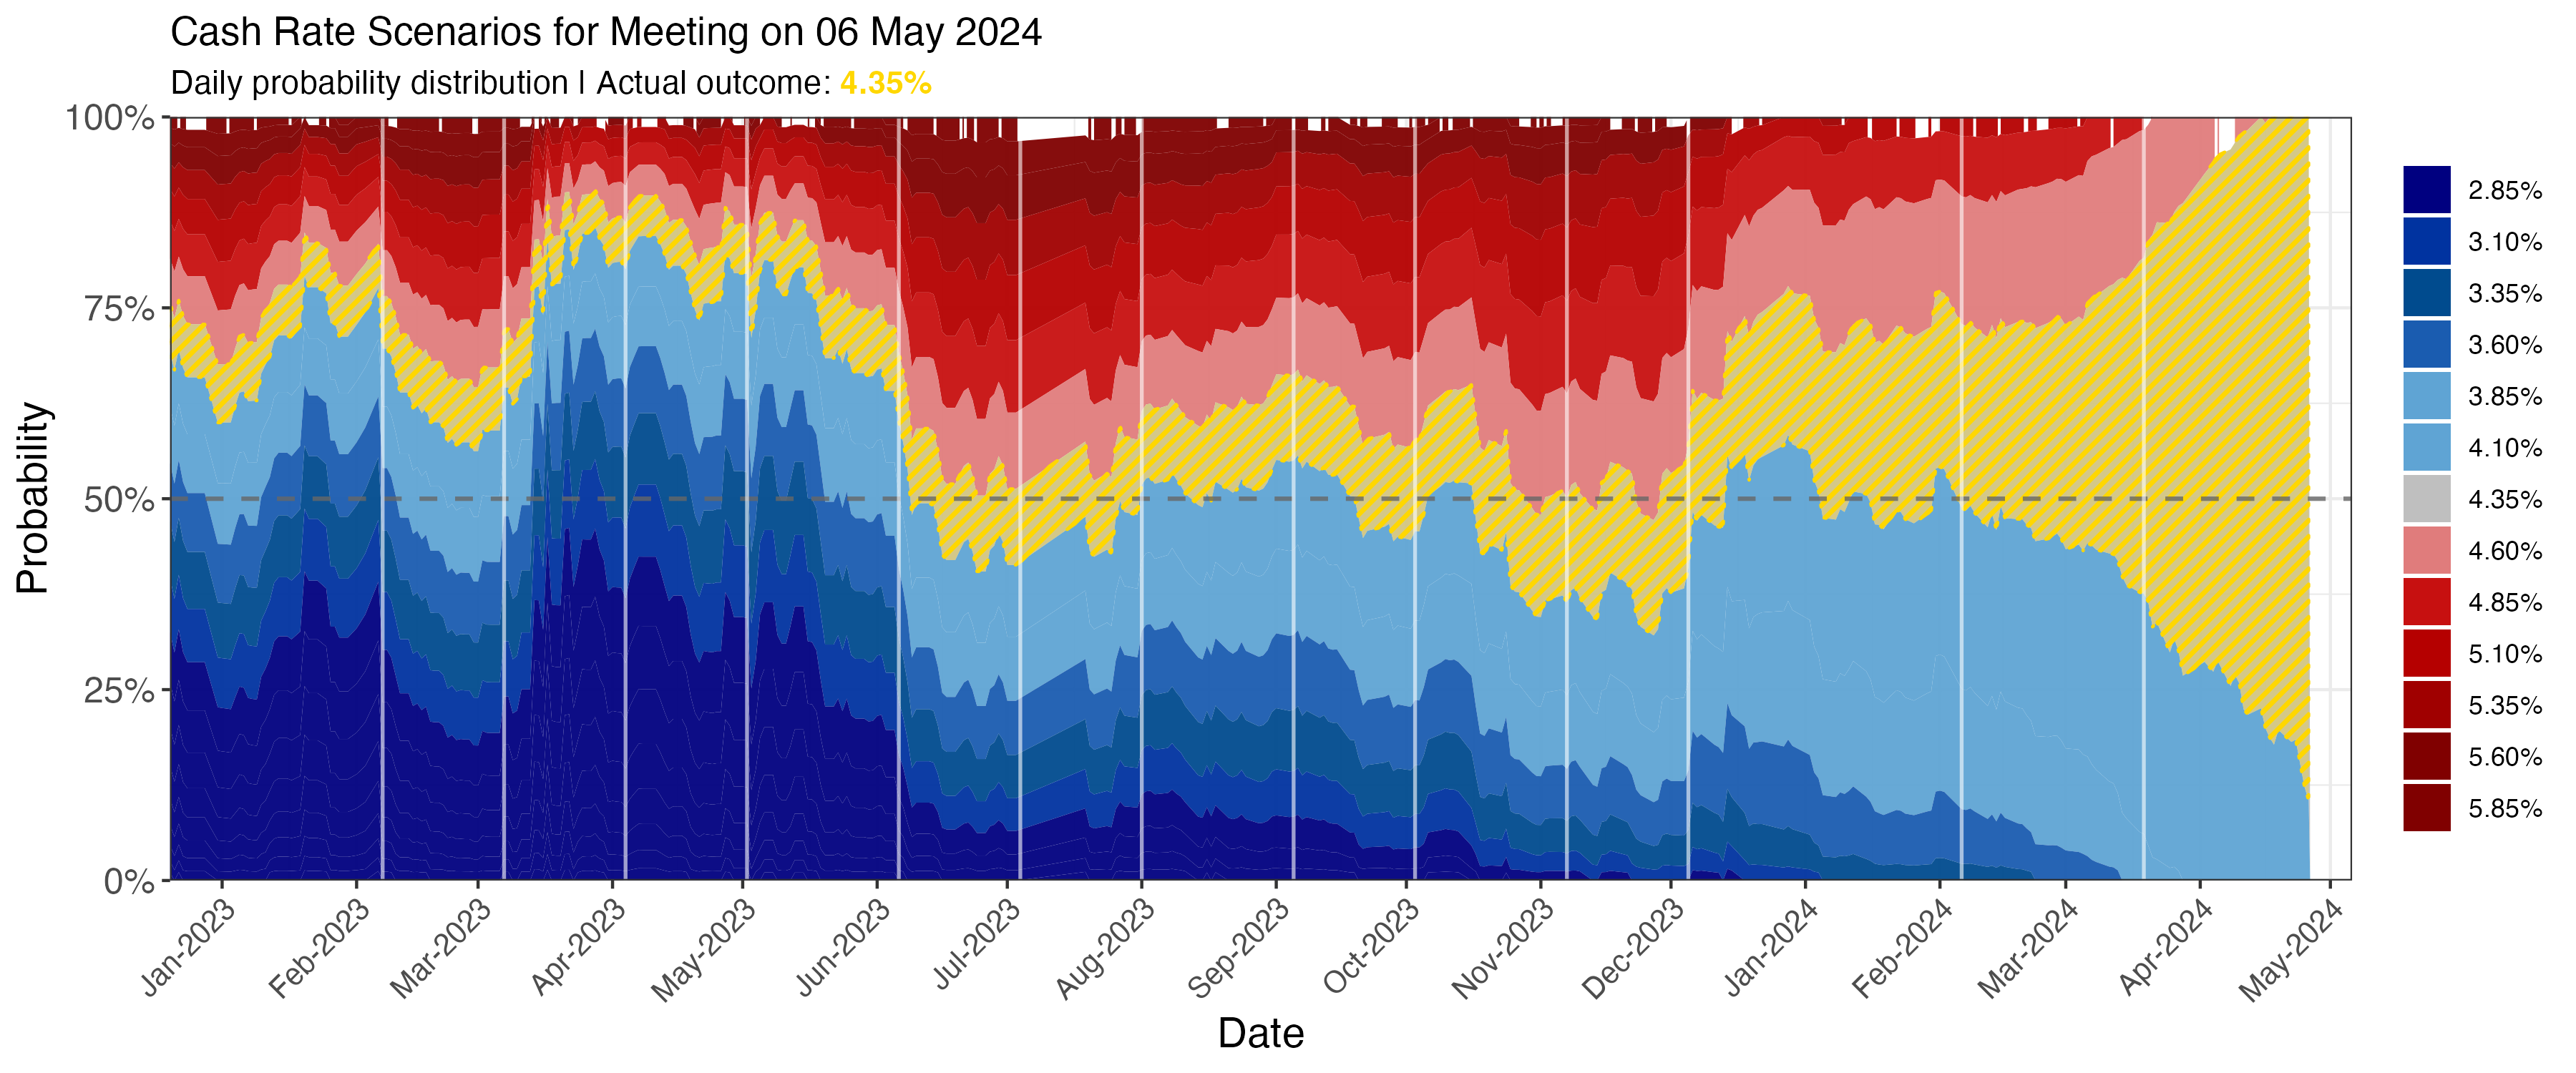 Cash Rate Scenarios for Meeting on 06 May 2024
Daily probability distribution | Actual outcome: 4.35%
100%
75%
50%
25%
0%
Probability
Jan-2023
Feb-2023
Mar-2023
Apr-2023
May-2023
Jun-2023
Jul-2023
Aug-2023
Sep-2023
Oct-2023
Nov-2023
Dec-2023
Jan-2024
Feb-2024
Mar-2024
Apr-2024
May-2024
Date
2.85%
3.10%
3.35%
3.60%
3.85%
4.10%
4.35%
4.60%
4.85%
5.10%
5.35%
5.60%
5.85%